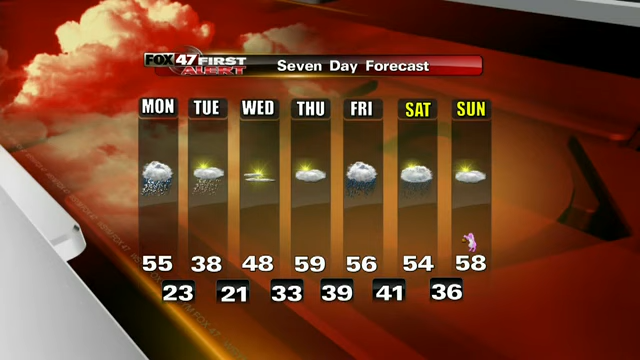 FOX 47 FIRST
ALERT
Seven Day Forecast
MON TUE WED THU FRI SAT SUN
55 38 48 59 56 54 58
23 21 33 39 41 36